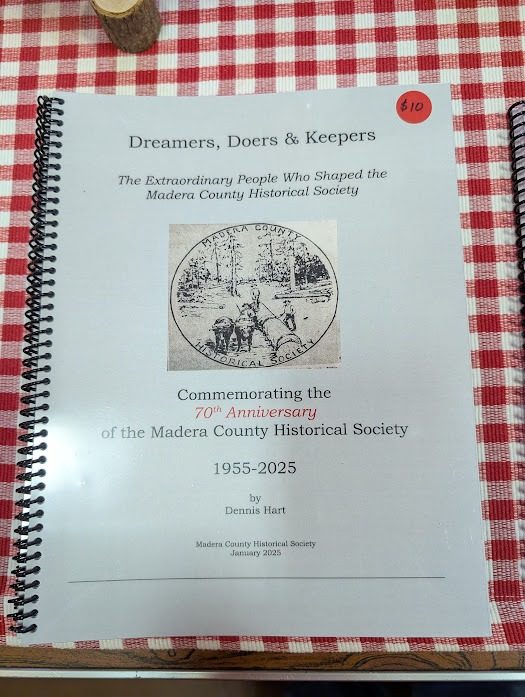 $10
Dreamers, Doers & Keepers
The Extraordinary People Who Shaped the
Madera County Historical Society
MADERA COUNTY
HISTORICAL SOCIETY
Commemorating the
70th Anniversary
of the Madera County Historical Society
1955-2025
by
Dennis Hart
Madera County Historical Society
January 2025